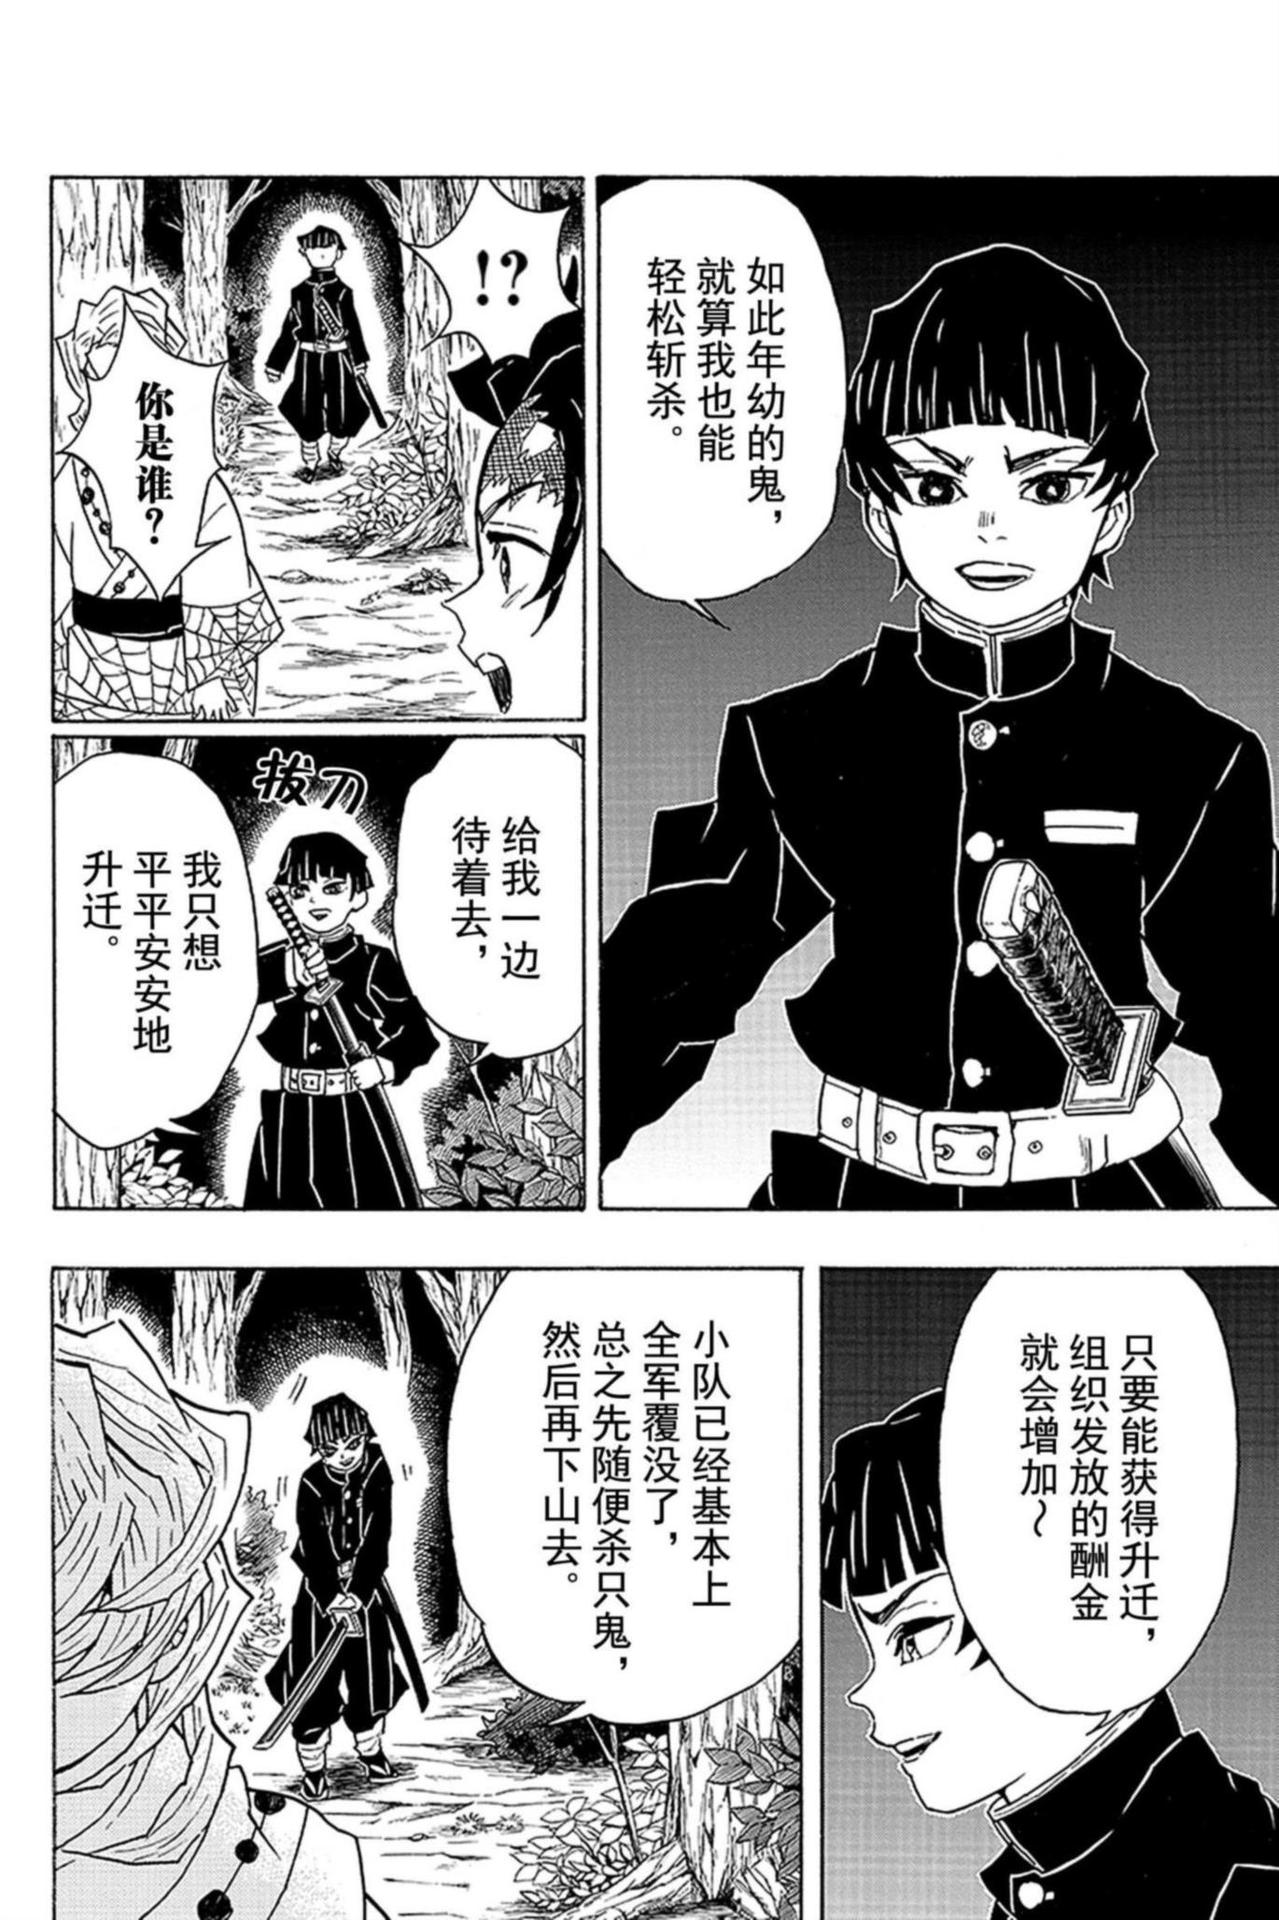 如此年幼的鬼，
就算我也能
轻松斩杀。
!?
你是谁?
给我一边
待着去，
拔刀
我只想
平平安安地
升迁。
只要能获得升迁，
组织发放的酬金
就会增加～
小队已经基本上
全军覆没了，
总之先随便杀只鬼，
然后再下山去。